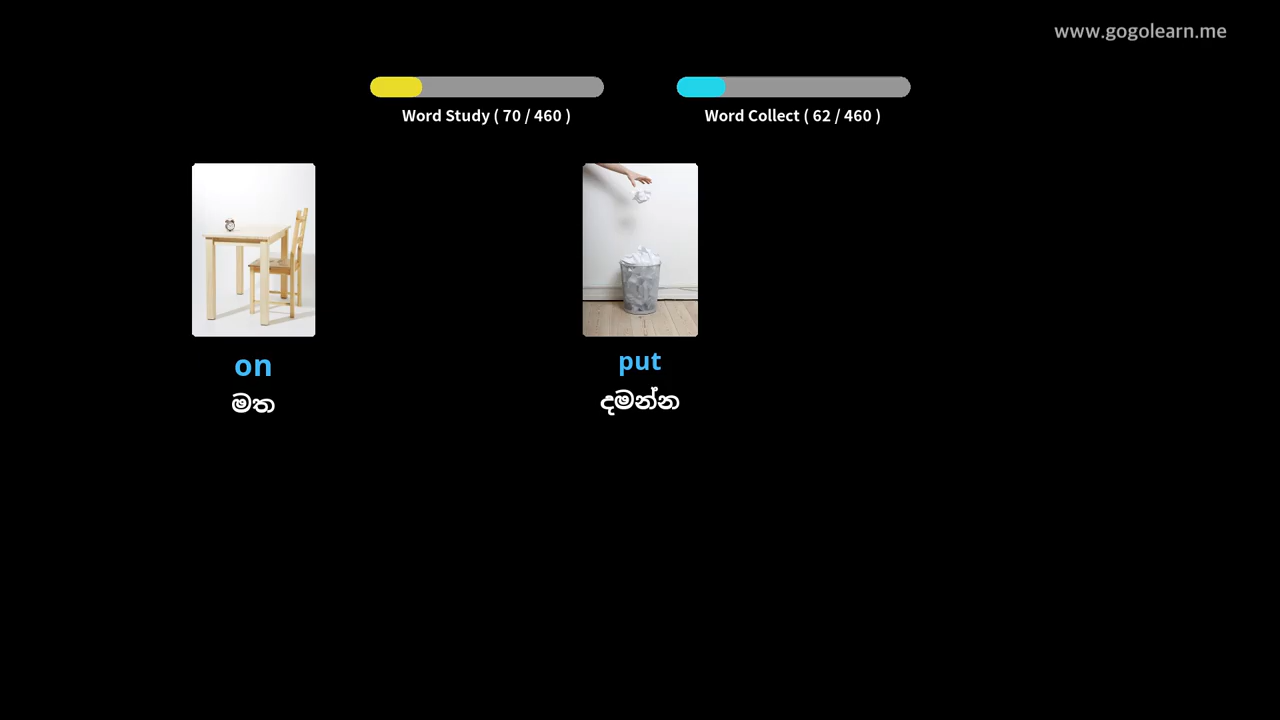 www.gogolearn.me
Word Study ( 70 / 460 )
Word Collect ( 62 / 460 )
on
මත
put
දමන්න